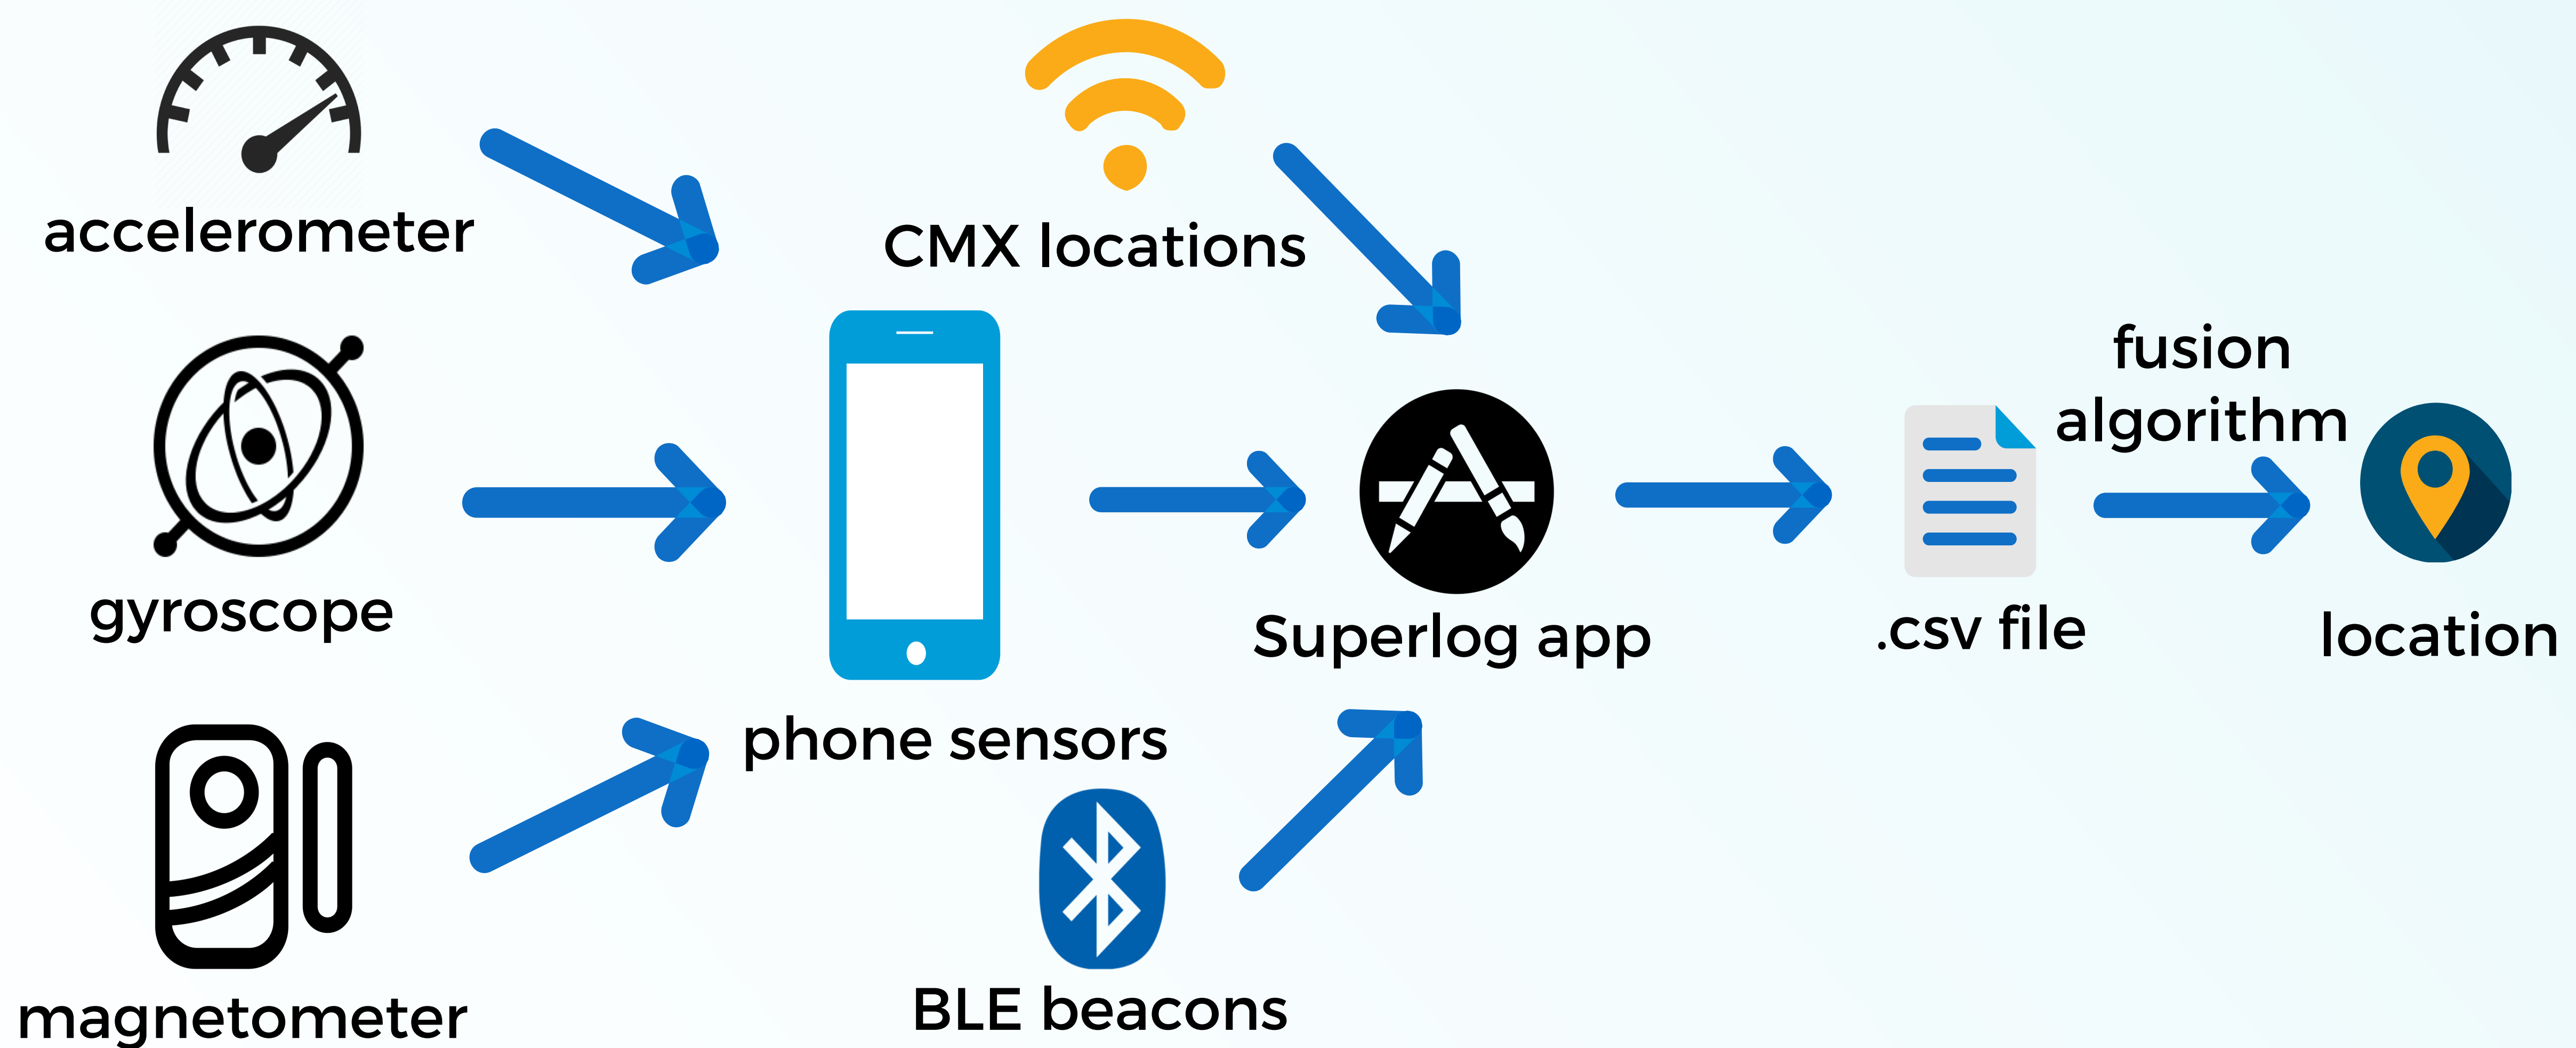 accelerometer
CMX locations
gyroscope
phone sensors
Superlog app
.csv file
fusion
algorithm
location
magnetometer
BLE beacons